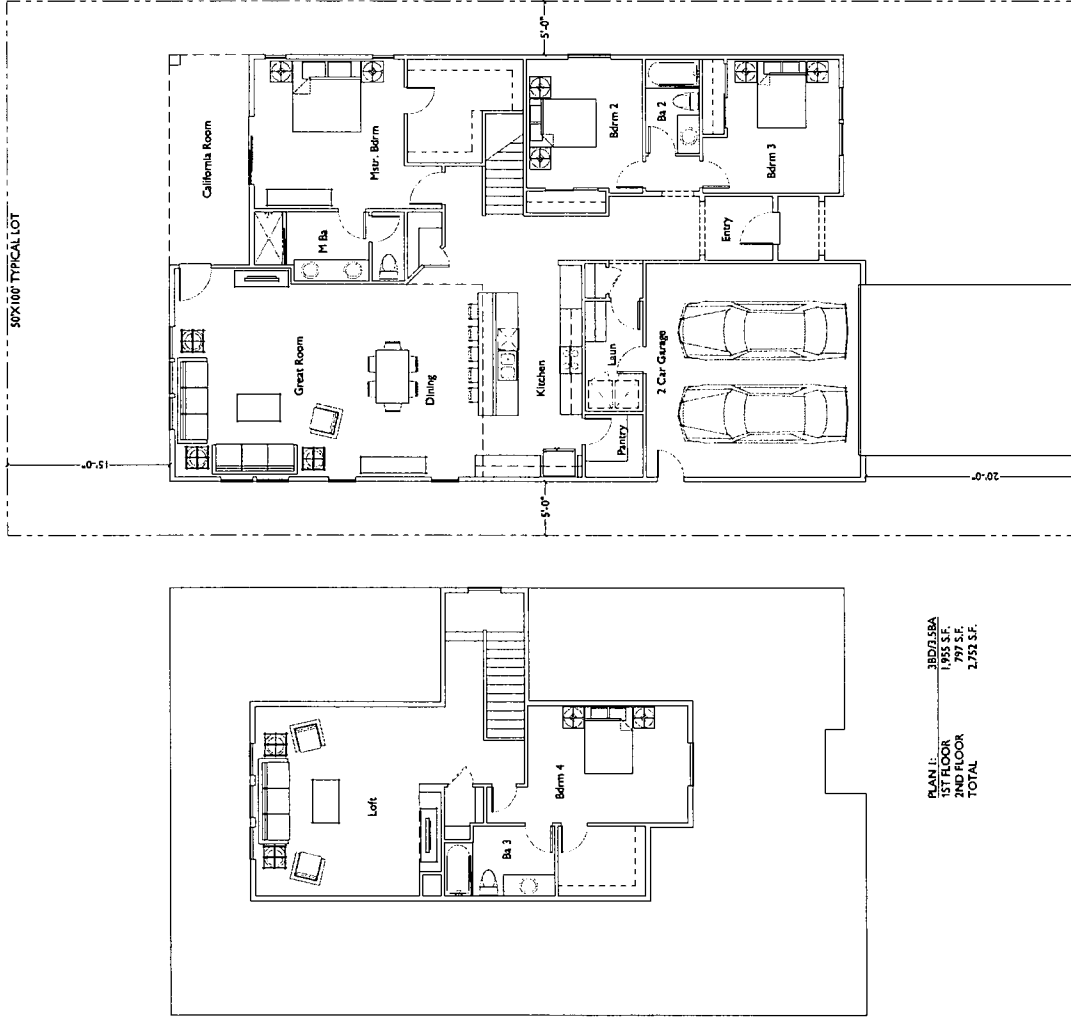 50'X100' TYPICAL LOT
15'-0"
5'-0"
California Room
Mstr. Bdrm
M Ba
Great Room
Dining
Kitchen
Pantry
Laun
Bdrm 2
Ba 2
Bdrm 3
Entry
2 Car Garage
5'-0"
20'-0"
Loft
Ba 3
Bdrm 4
PLAN 1: 3BD/3.5BA
1ST FLOOR 1,955 S.F.
2ND FLOOR 797 S.F.
TOTAL 2,752 S.F.